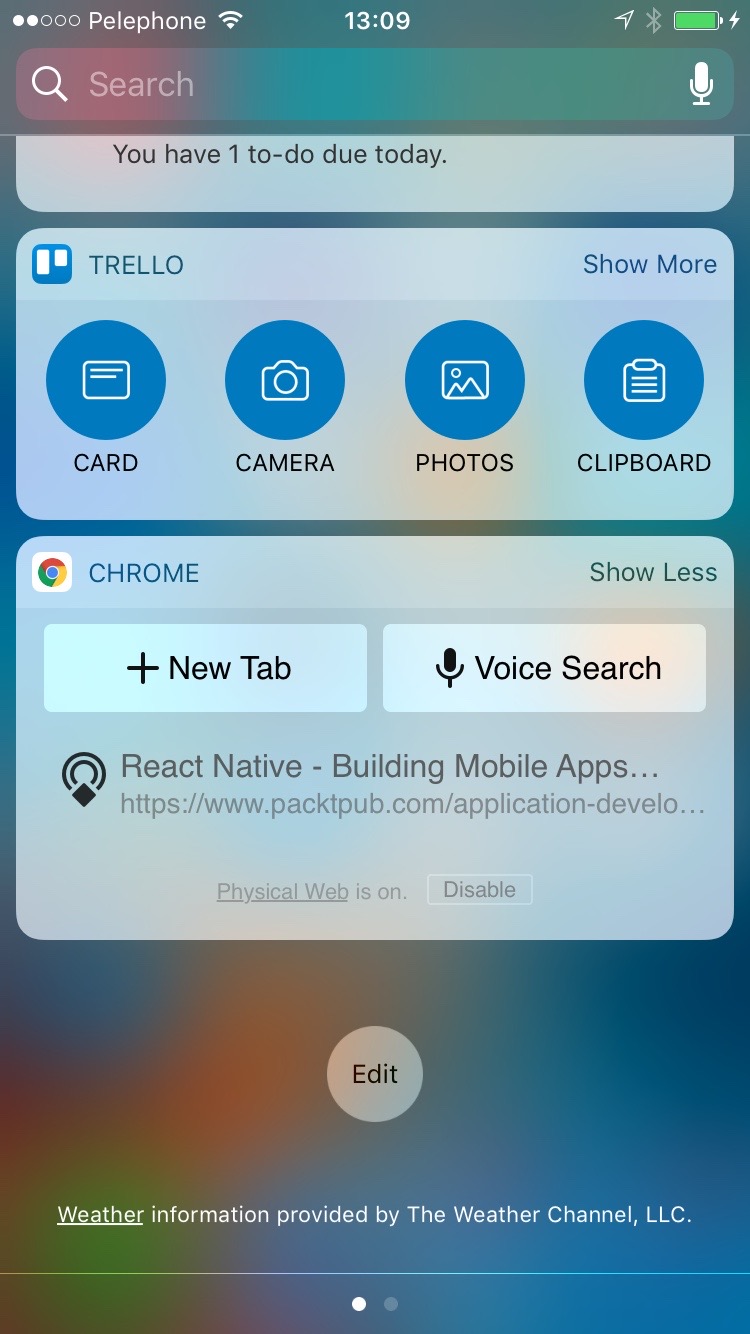 Pelephone 13:09
Search
You have 1 to-do due today.
TRELLO Show More
CARD CAMERA PHOTOS CLIPBOARD
CHROME Show Less
New Tab Voice Search
React Native - Building Mobile Apps…
https://www.packtpub.com/application-develo…
Physical Web is on. Disable
Edit
Weather information provided by The Weather Channel, LLC.